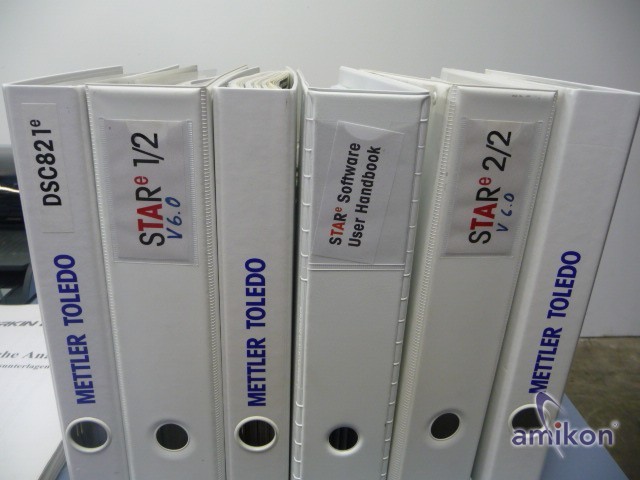 DSC821e
METTLER TOLEDO
STARe 1/2
V6.0
METTLER TOLEDO
STARe Software
User Handbook
STARe 2/2
V 6.0
METTLER TOLEDO
amikon®